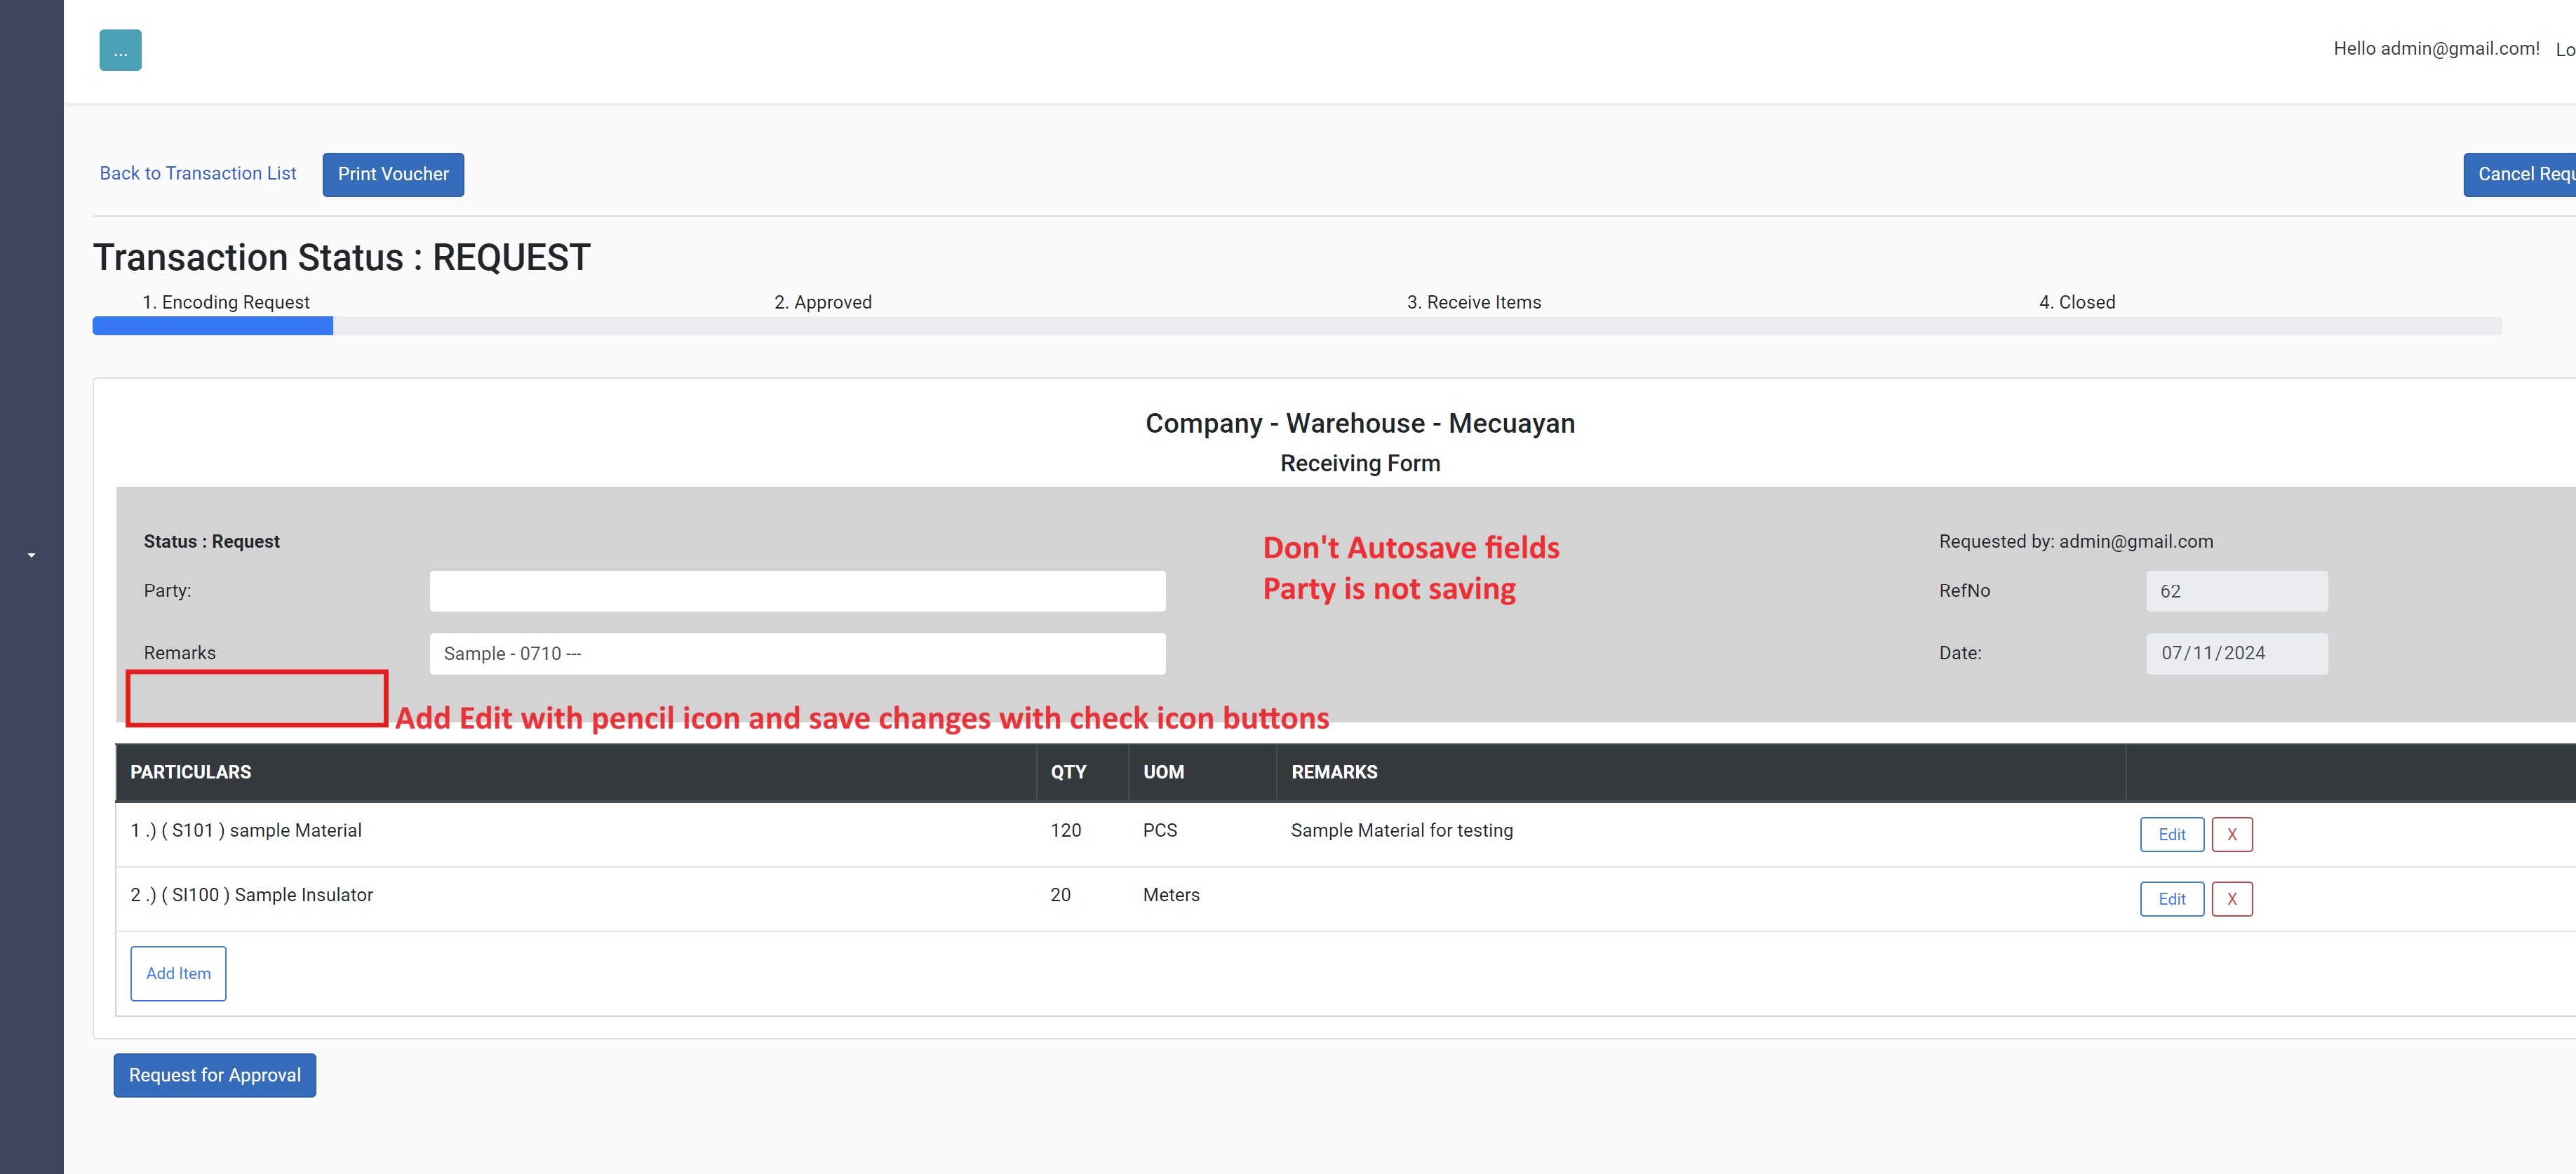 ...
Hello admin@gmail.com! Lo
Back to Transaction List Print Voucher Cancel Requ
Transaction Status : REQUEST
1. Encoding Request 2. Approved 3. Receive Items 4. Closed
Company - Warehouse - Mecuayan
Receiving Form
Status : Request
Don't Autosave fields
Requested by: admin@gmail.com
Party:
Party is not saving
RefNo 62
Remarks Sample - 0710 ---
Date: 07/11/2024
Add Edit with pencil icon and save changes with check icon buttons
PARTICULARS QTY UOM REMARKS
1 .) ( S101 ) sample Material 120 PCS Sample Material for testing Edit X
2 .) ( SI100 ) Sample Insulator 20 Meters Edit X
Add Item
Request for Approval